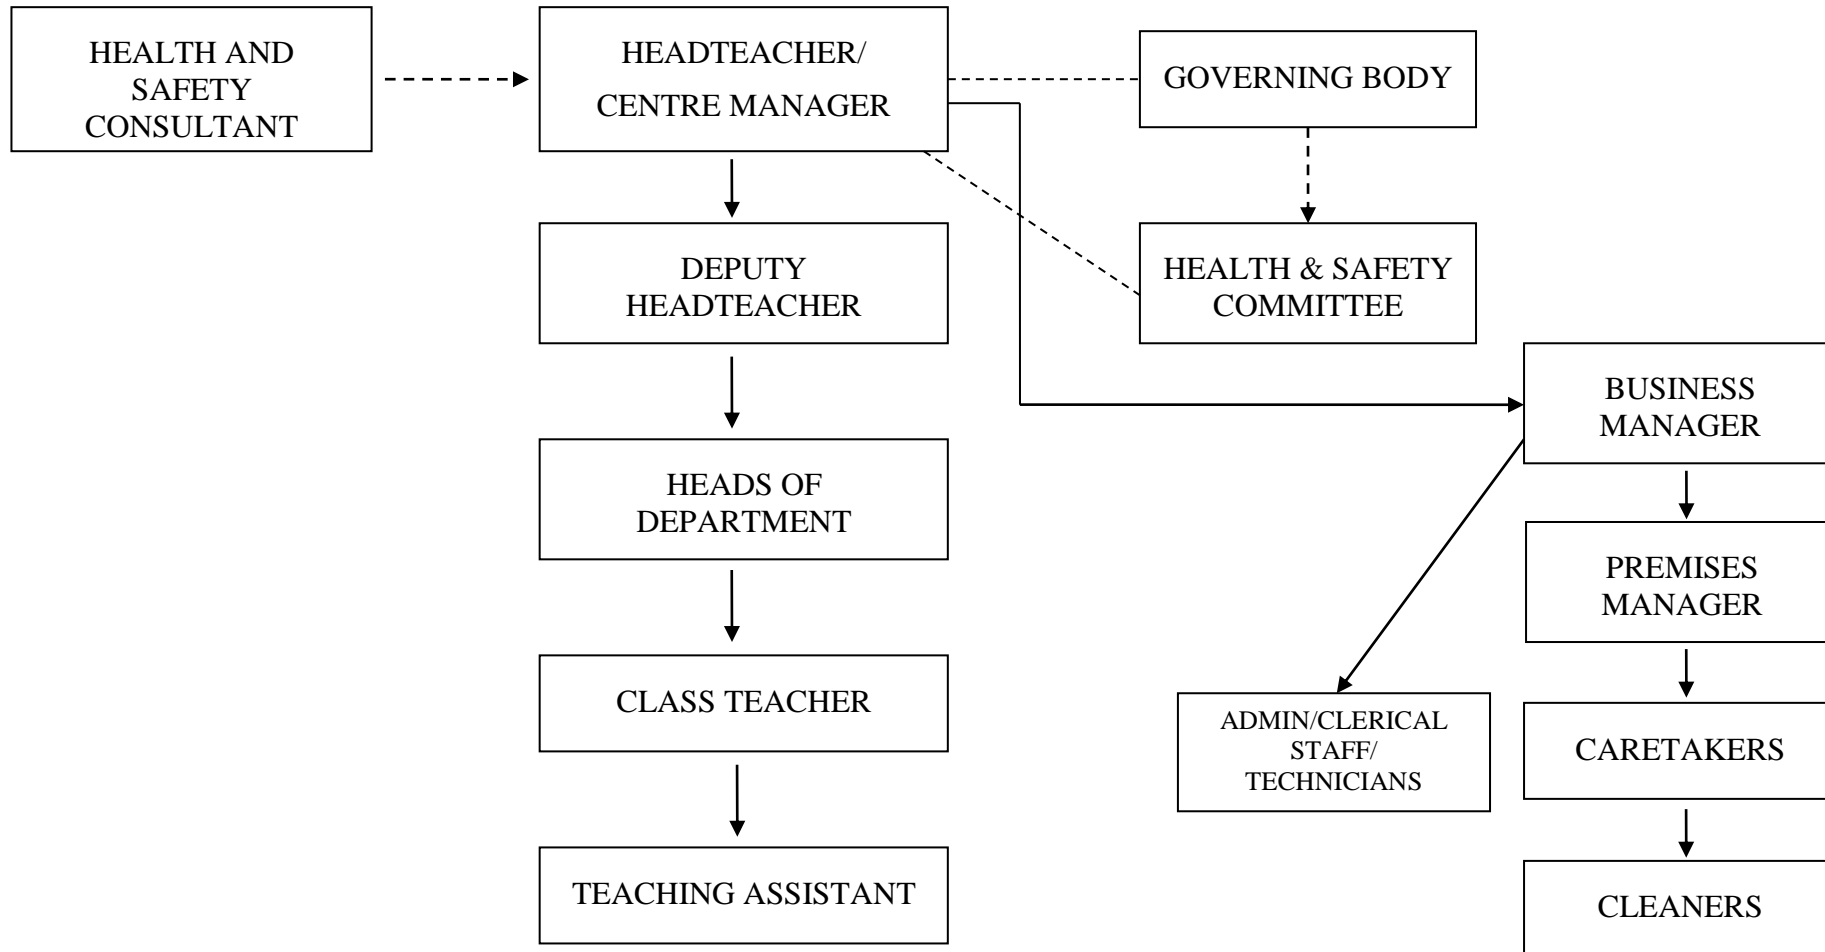 HEALTH AND
SAFETY
CONSULTANT
HEADTEACHER/
CENTRE MANAGER
GOVERNING BODY
DEPUTY
HEADTEACHER
HEALTH & SAFETY
COMMITTEE
BUSINESS
MANAGER
HEADS OF
DEPARTMENT
PREMISES
MANAGER
CLASS TEACHER
ADMIN/CLERICAL
STAFF/
TECHNICIANS
CARETAKERS
TEACHING ASSISTANT
CLEANERS